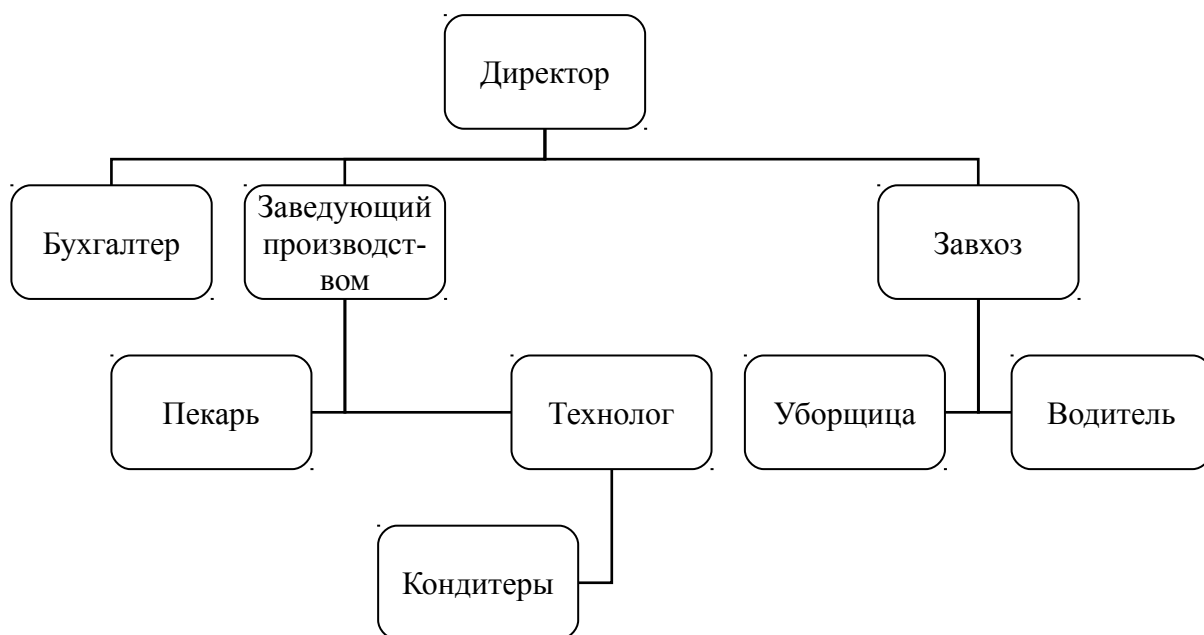 Директор
Бухгалтер
Заведующий
производст-
вом
Завхоз
Пекарь
Технолог
Уборщица
Водитель
Кондитеры